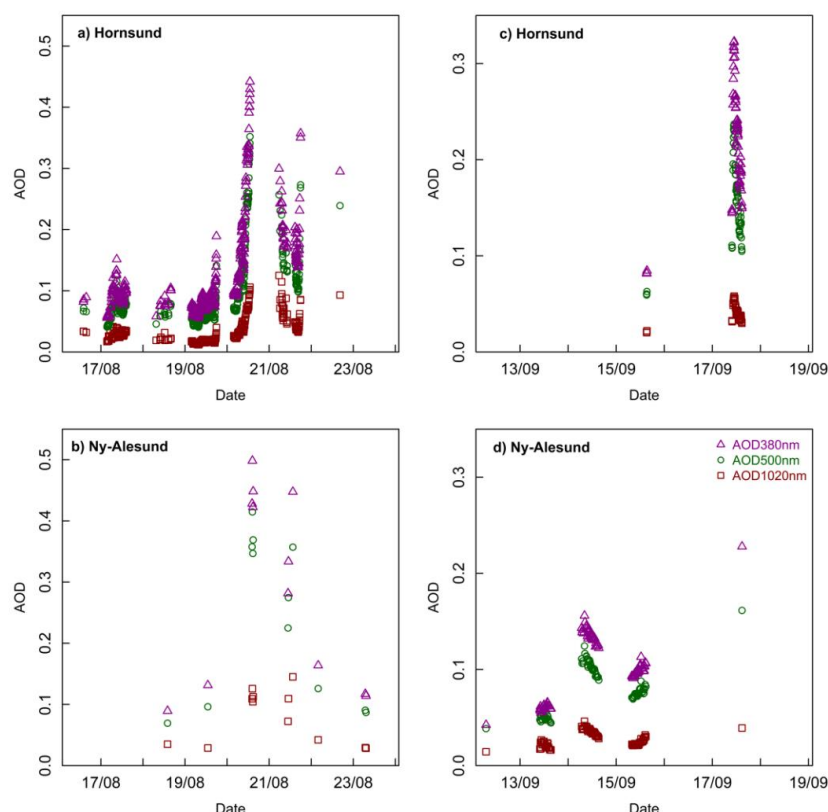 a) Hornsund
AOD
0.5
0.4
0.3
0.2
0.1
0.0
17/08 19/08 21/08 23/08
Date
c) Hornsund
AOD
0.3
0.2
0.1
0.0
13/09 15/09 17/09 19/09
Date
b) Ny-Alesund
AOD
0.5
0.4
0.3
0.2
0.1
0.0
17/08 19/08 21/08 23/08
Date
d) Ny-Alesund
AOD380nm
AOD500nm
AOD1020nm
AOD
0.3
0.2
0.1
0.0
13/09 15/09 17/09 19/09
Date